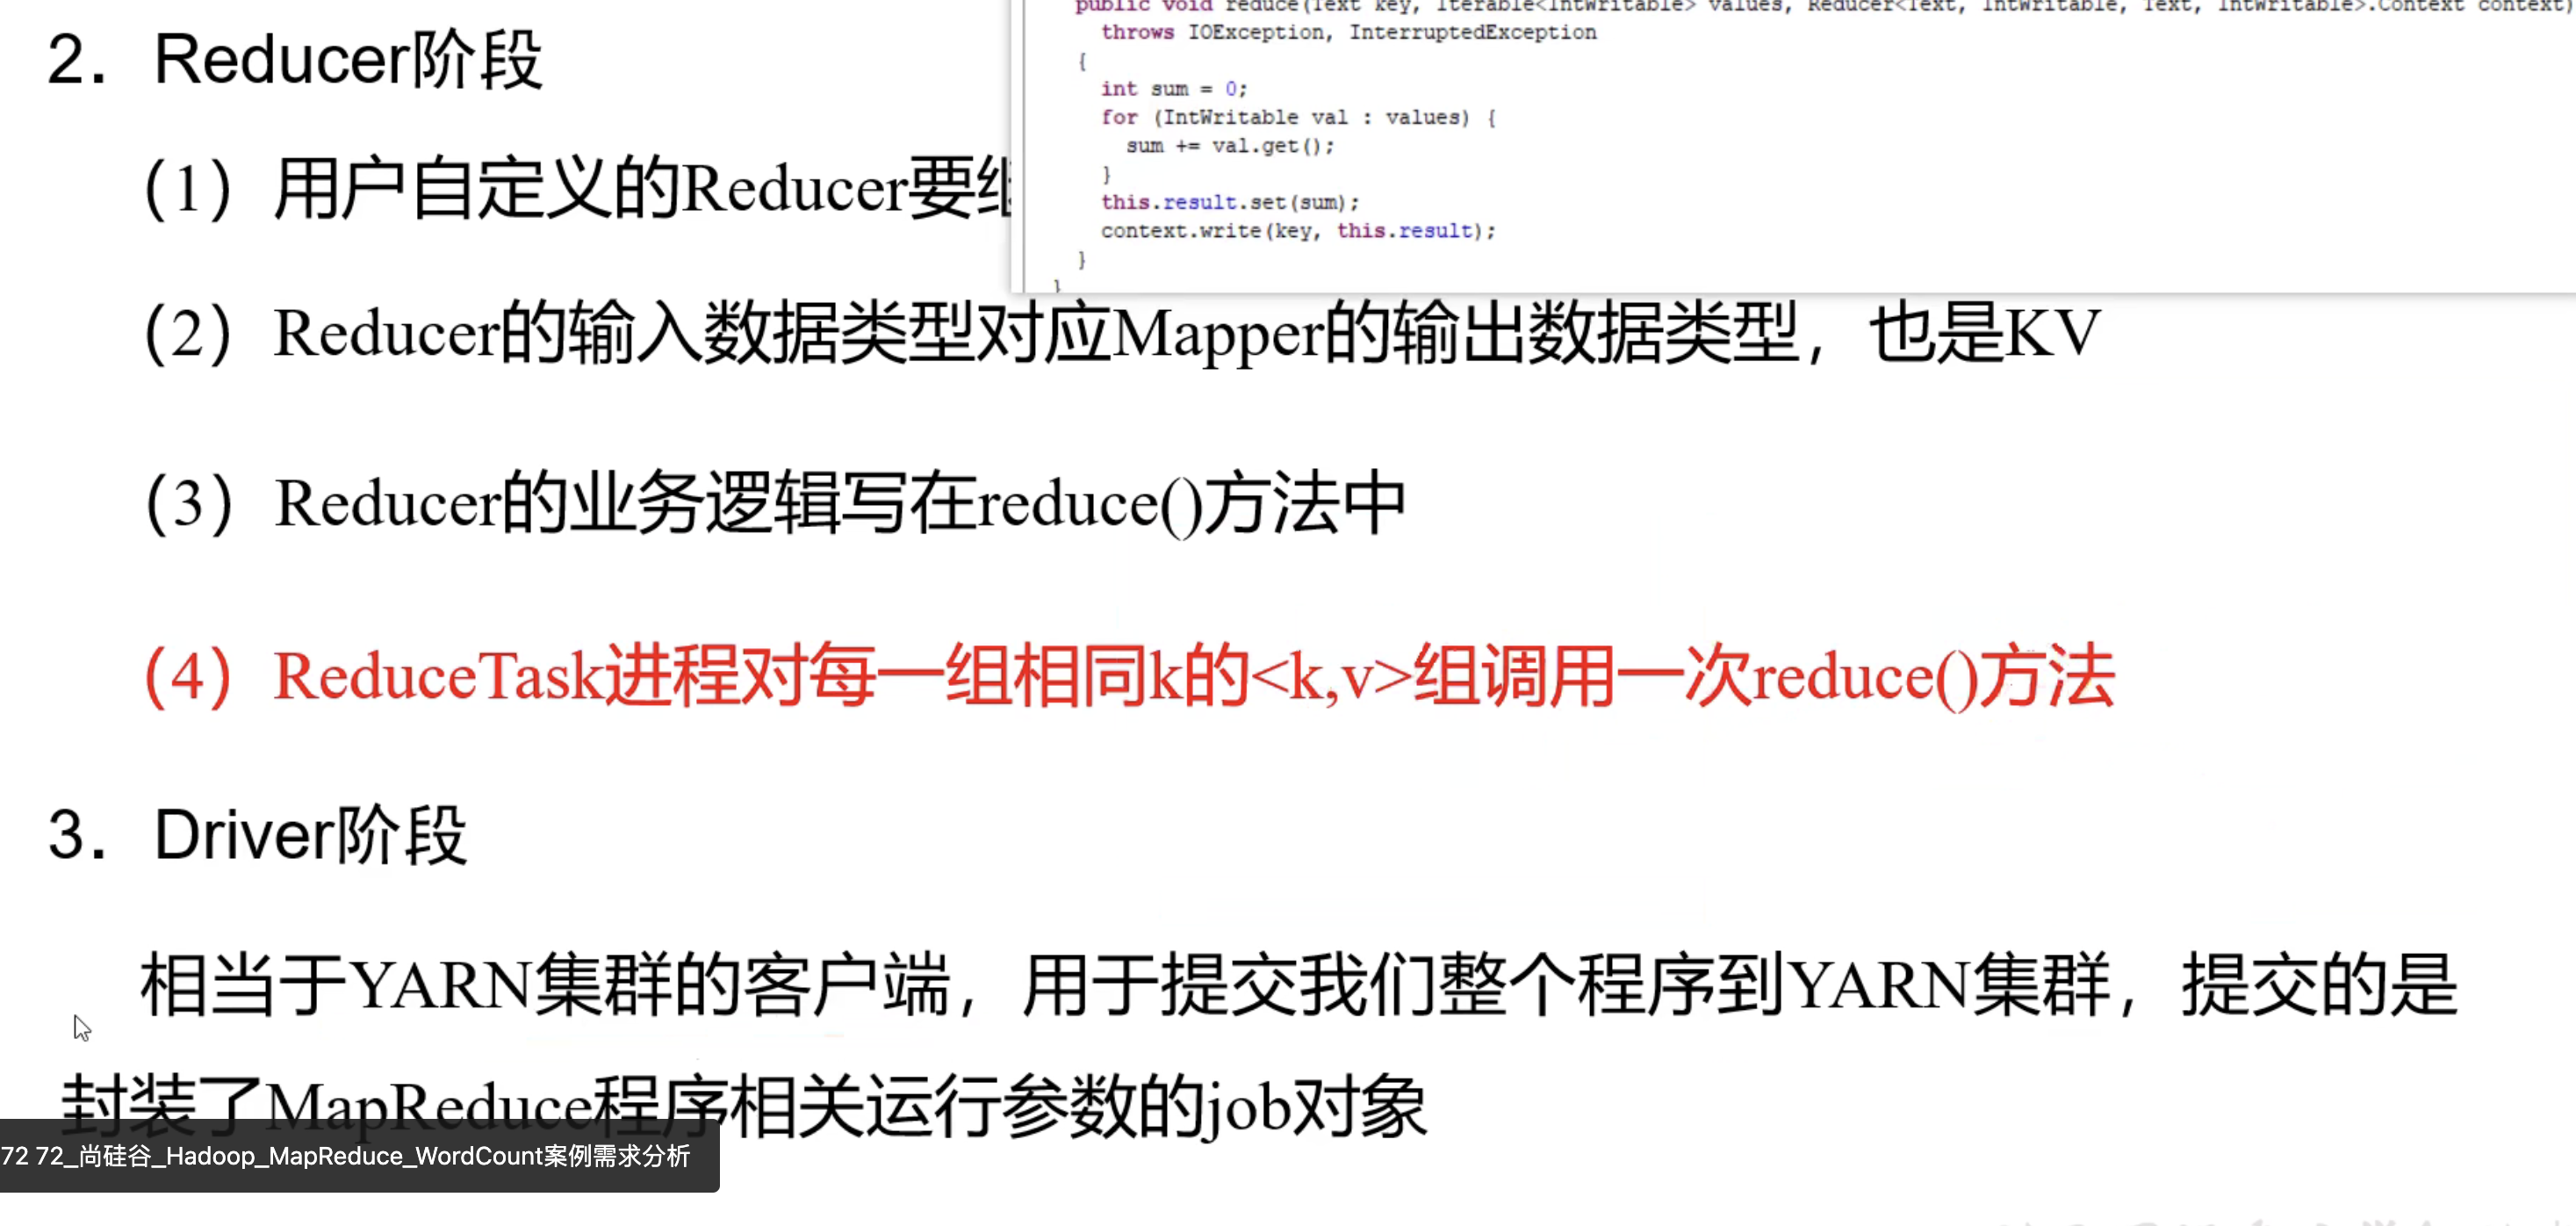 2. Reducer阶段
（1）用户自定义的Reducer要继
（2）Reducer的输入数据类型对应Mapper的输出数据类型，也是KV
（3）Reducer的业务逻辑写在reduce()方法中
（4）ReduceTask进程对每一组相同k的<k,v>组调用一次reduce()方法
3. Driver阶段
相当于YARN集群的客户端，用于提交我们整个程序到YARN集群，提交的是
封装了MapReduce程序相关运行参数的job对象
public void reduce(Text key, Iterable<IntWritable> values, Reducer<Text, IntWritable, Text, IntWritable>.Context context)
throws IOException, InterruptedException
{
int sum = 0;
for (IntWritable val : values) {
sum += val.get();
}
this.result.set(sum);
context.write(key, this.result);
}
}
72 72_尚硅谷_Hadoop_MapReduce_WordCount案例需求分析